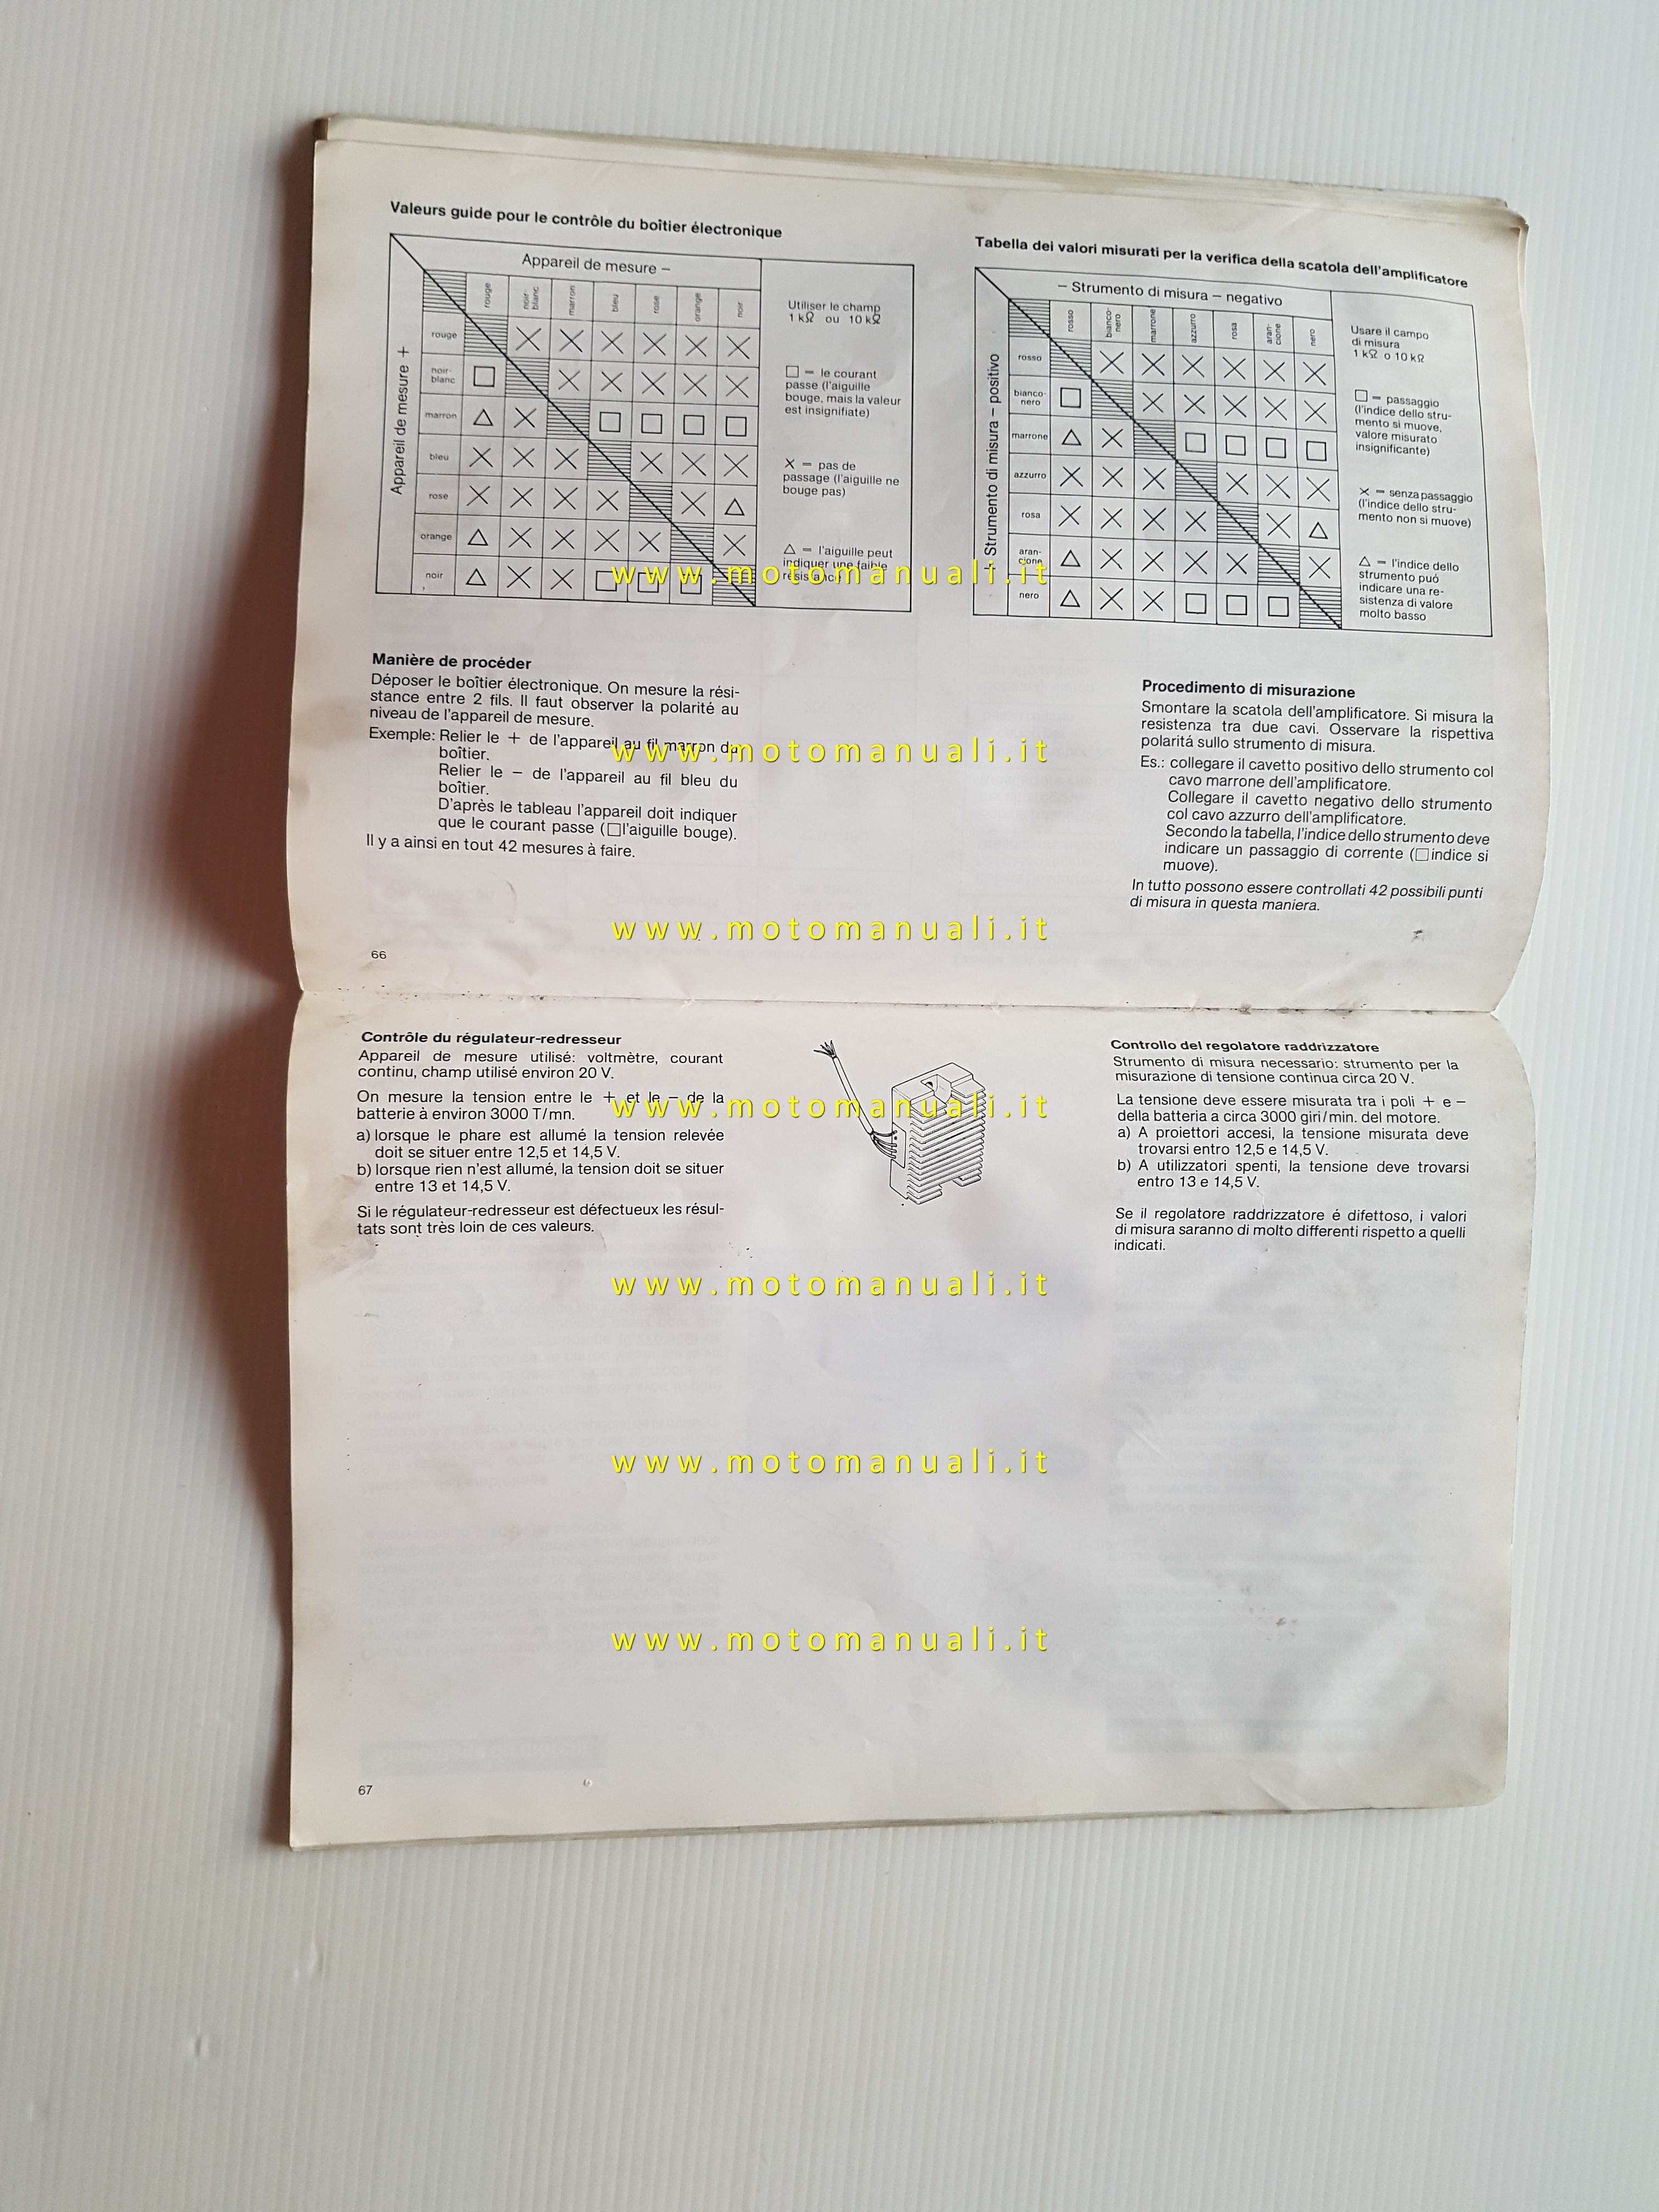 Valeurs guide pour le contrôle du boîtier électronique
Appareil de mesure –
Appareil de mesure +
rouge
noir-
blanc
marron
bleu
rose
orange
noir
rouge
noir-
blanc
marron
bleu
rose
orange
noir
Utiliser le champ
1 kΩ ou 10 kΩ
□ = le courant
passe (l'aiguille
bouge, mais la valeur
est insignifiate)
× = pas de
passage (l'aiguille ne
bouge pas)
△ = l'aiguille peut
indiquer une faible
résistance
Tabella dei valori misurati per la verifica della scatola dell'amplificatore
– Strumento di misura – negativo
+ Strumento di misura – positivo
rosso
bianco-
nero
marrone
azzurro
rosa
aran-
cione
nero
rosso
bianco-
nero
marrone
azzurro
rosa
aran-
cione
nero
Usare il campo
di misura
1 kΩ o 10 kΩ
□ = passaggio
(l'indice dello stru-
mento si muove,
valore misurato
insignificante)
× = senza passaggio
(l'indice dello stru-
mento non si muove)
△ = l'indice dello
strumento puó
indicare una re-
sistenza di valore
molto basso
www.motomanuali.it
Manière de procéder
Déposer le boîtier électronique. On mesure la rési-
stance entre 2 fils. Il faut observer la polarité au
niveau de l'appareil de mesure.
Exemple: Relier le + de l'appareil au fil marron du
boîtier.
Relier le – de l'appareil au fil bleu du
boîtier.
D'après le tableau l'appareil doit indiquer
que le courant passe (□ l'aiguille bouge).
Il y a ainsi en tout 42 mesures à faire.
www.motomanuali.it
Procedimento di misurazione
Smontare la scatola dell'amplificatore. Si misura la
resistenza tra due cavi. Osservare la rispettiva
polaritá sullo strumento di misura.
Es.: collegare il cavetto positivo dello strumento col
cavo marrone dell'amplificatore.
Collegare il cavetto negativo dello strumento
col cavo azzurro dell'amplificatore.
Secondo la tabella, l'indice dello strumento deve
indicare un passaggio di corrente (□ indice si
muove).
In tutto possono essere controllati 42 possibili punti
di misura in questa maniera.
www.motomanuali.it
66
Contrôle du régulateur-redresseur
Appareil de mesure utilisé: voltmètre, courant
continu, champ utilisé environ 20 V.
On mesure la tension entre le + et le – de la
batterie à environ 3000 T/mn.
a) lorsque le phare est allumé la tension relevée
doit se situer entre 12,5 et 14,5 V.
b) lorsque rien n'est allumé, la tension doit se situer
entre 13 et 14,5 V.
Si le régulateur-redresseur est défectueux les résul-
tats sont très loin de ces valeurs.
www.motomanuali.it
Controllo del regolatore raddrizzatore
Strumento di misura necessario: strumento per la
misurazione di tensione continua circa 20 V.
La tensione deve essere misurata tra i poli + e –
della batteria a circa 3000 giri/min. del motore.
a) A proiettori accesi, la tensione misurata deve
trovarsi entro 12,5 e 14,5 V.
b) A utilizzatori spenti, la tensione deve trovarsi
entro 13 e 14,5 V.
Se il regolatore raddrizzatore é difettoso, i valori
di misura saranno di molto differenti rispetto a quelli
indicati.
www.motomanuali.it
www.motomanuali.it
www.motomanuali.it
67